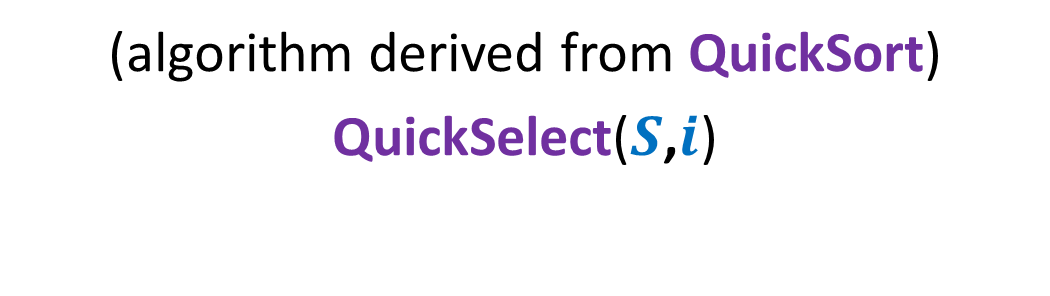 (algorithm derived from QuickSort)
QuickSelect(S,i)